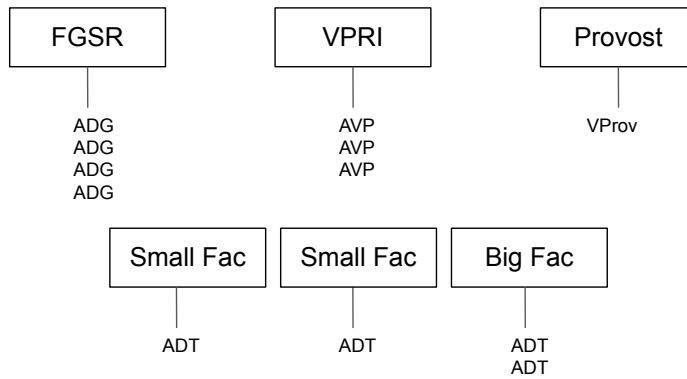 FGSR
VPRI
Provost
ADG
ADG
ADG
ADG
AVP
AVP
AVP
VProv
Small Fac
Small Fac
Big Fac
ADT
ADT
ADT
ADT